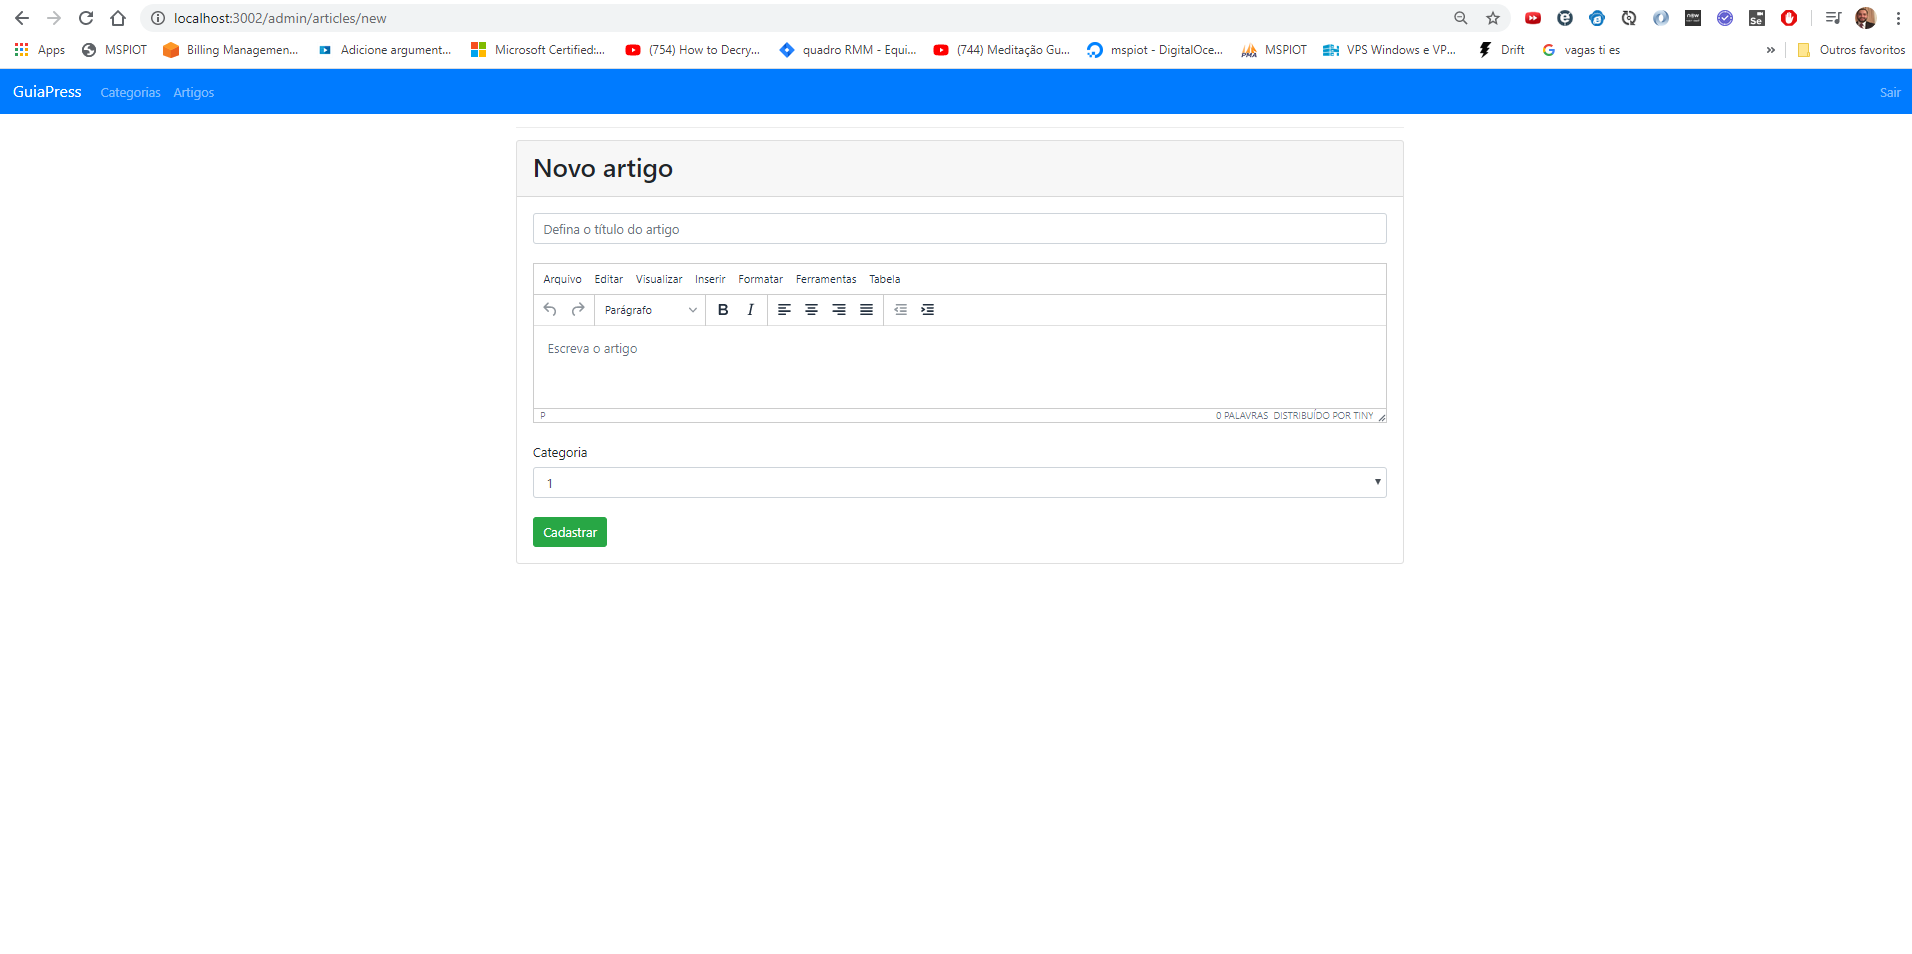 localhost:3002/admin/articles/new
Apps MSPIOT Billing Managemen... Adicione argument... Microsoft Certified:... (754) How to Decry... quadro RMM - Equi... (744) Meditação Gu... mspiot - DigitalOce... MSPIOT VPS Windows e VP... Drift vagas ti es » Outros favoritos
GuiaPress Categorias Artigos Sair
Novo artigo
Defina o título do artigo
Arquivo Editar Visualizar Inserir Formatar Ferramentas Tabela
Parágrafo B I
Escreva o artigo
P 0 PALAVRAS DISTRIBUÍDO POR TINY
Categoria
1
Cadastrar